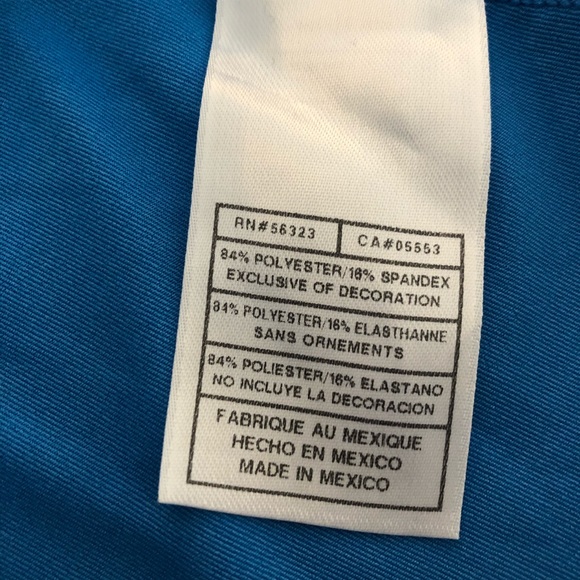 RN#56323 CA#05553
84% POLYESTER/16% SPANDEX
EXCLUSIVE OF DECORATION
84% POLYESTER/16% ELASTHANNE
SANS ORNEMENTS
84% POLIESTER/16% ELASTANO
NO INCLUYE LA DECORACION
FABRIQUE AU MEXIQUE
HECHO EN MEXICO
MADE IN MEXICO